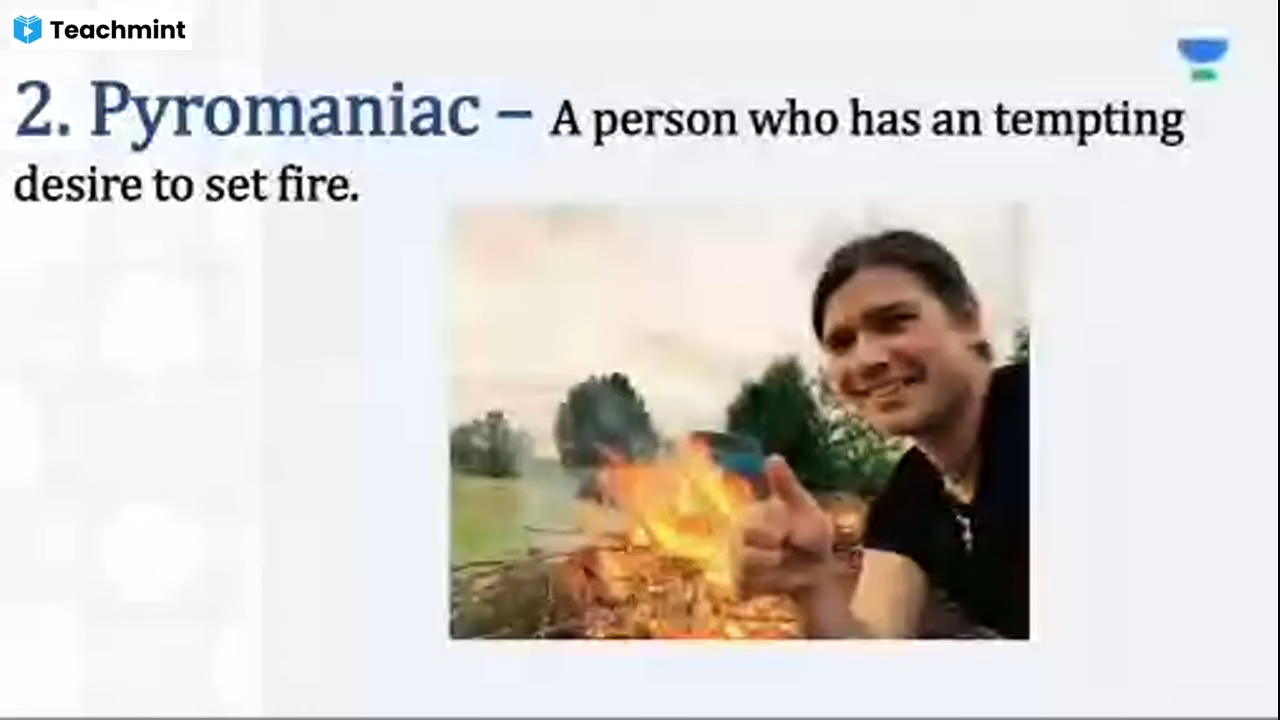 Teachmint
2. Pyromaniac – A person who has an tempting
desire to set fire.